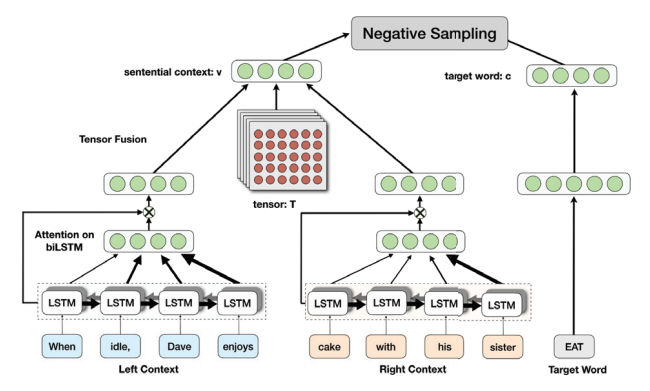 Negative Sampling
sentential context: v
target word: c
Tensor Fusion
tensor: T
Attention on
biLSTM
LSTM LSTM LSTM LSTM LSTM LSTM LSTM LSTM
When idle, Dave enjoys cake with his sister EAT
Left Context Right Context Target Word